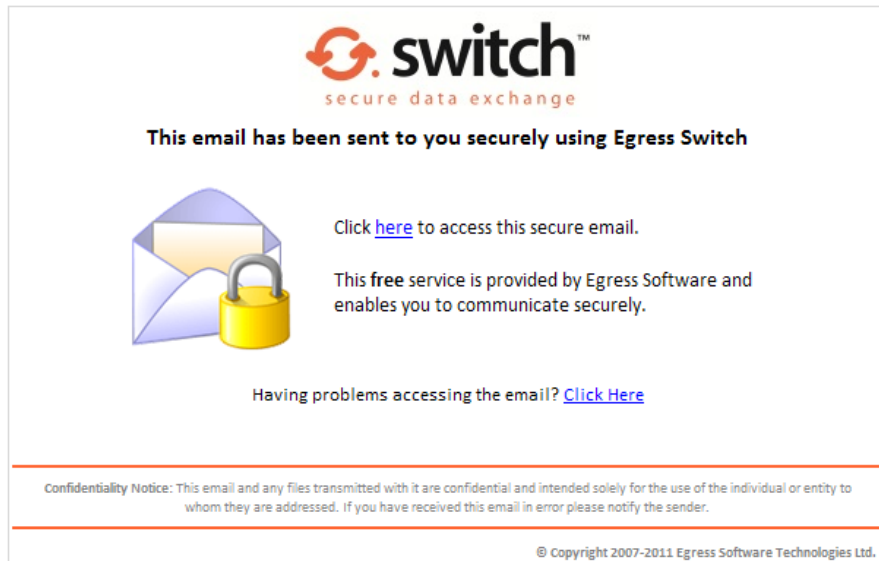 switch™
secure data exchange
This email has been sent to you securely using Egress Switch
Click here to access this secure email.
This free service is provided by Egress Software and
enables you to communicate securely.
Having problems accessing the email? Click Here
Confidentiality Notice: This email and any files transmitted with it are confidential and intended solely for the use of the individual or entity to
whom they are addressed. If you have received this email in error please notify the sender.
© Copyright 2007-2011 Egress Software Technologies Ltd.